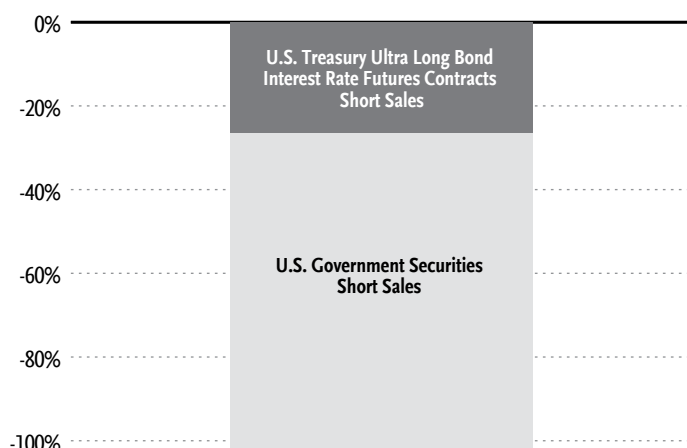 0%
U.S. Treasury Ultra Long Bond
Interest Rate Futures Contracts
Short Sales
-20%
-40%
U.S. Government Securities
Short Sales
-60%
-80%
-100%